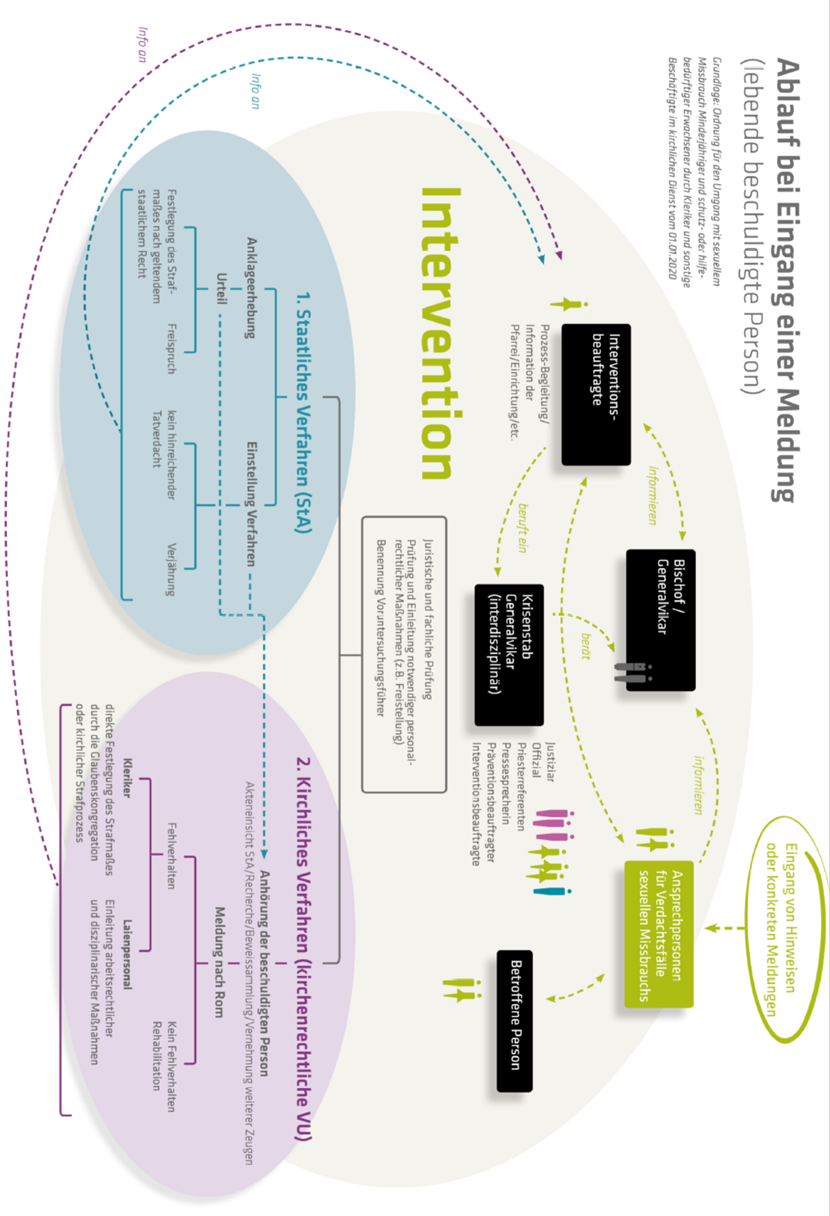 Ablauf bei Eingang einer Meldung
(lebende beschuldigte Person)
Grundlage: Ordnung für den Umgang mit sexuellem
Missbrauch Minderjähriger und schutz- oder hilfe-
bedürftiger Erwachsener durch Kleriker und sonstige
Beschäftigte im kirchlichen Dienst vom 01.01.2020
Eingang von Hinweisen
oder konkreten Meldungen
Ansprechpersonen
für Verdachtsfälle
sexuellen Missbrauchs
informieren
Bischof /
Generalvikar
informieren
Interventions-
beauftragte
Prozess-Begleitung/
Information der
Pfarrei/Einrichtung/etc.
beruft ein
berät
Krisenstab
Generalvikar
(interdisziplinär)
Justiziar
Offizial
Priesterreferenten
Pressesprecherin
Präventionsbeauftragter
Interventionsbeauftragte
Betroffene Person
Intervention
Juristische und fachliche Prüfung
Prüfung und Einleitung notwendiger personal-
rechtlicher Maßnahmen (z.B. Freistellung)
Benennung Voruntersuchungsführer
Info an
Info an
1. Staatliches Verfahren (StA)
Anklageerhebung
Einstellung Verfahren
Urteil
Festlegung des Straf-
maßes nach geltendem
staatlichem Recht
Freispruch
kein hinreichender
Tatverdacht
Verjährung
2. Kirchliches Verfahren (kirchenrechtliche VU)
Anhörung der beschuldigten Person
Akteneinsicht StA/Recherche/Beweissammlung/Vernehmung weiterer Zeugen
Meldung nach Rom
Fehlverhalten
Kein Fehlverhalten
Rehabilitation
Kleriker
direkte Festlegung des Strafmaßes
durch die Glaubenskongregation
oder kirchlicher Strafprozess
Laienpersonal
Einleitung arbeitsrechtlicher
und disziplinarischer Maßnahmen